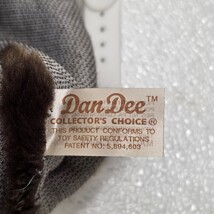 DanDee™
COLLECTOR'S CHOICE®
THIS PRODUCT CONFORMS TO
TOY SAFETY REGULATIONS
PATENT NO. 5,894,603